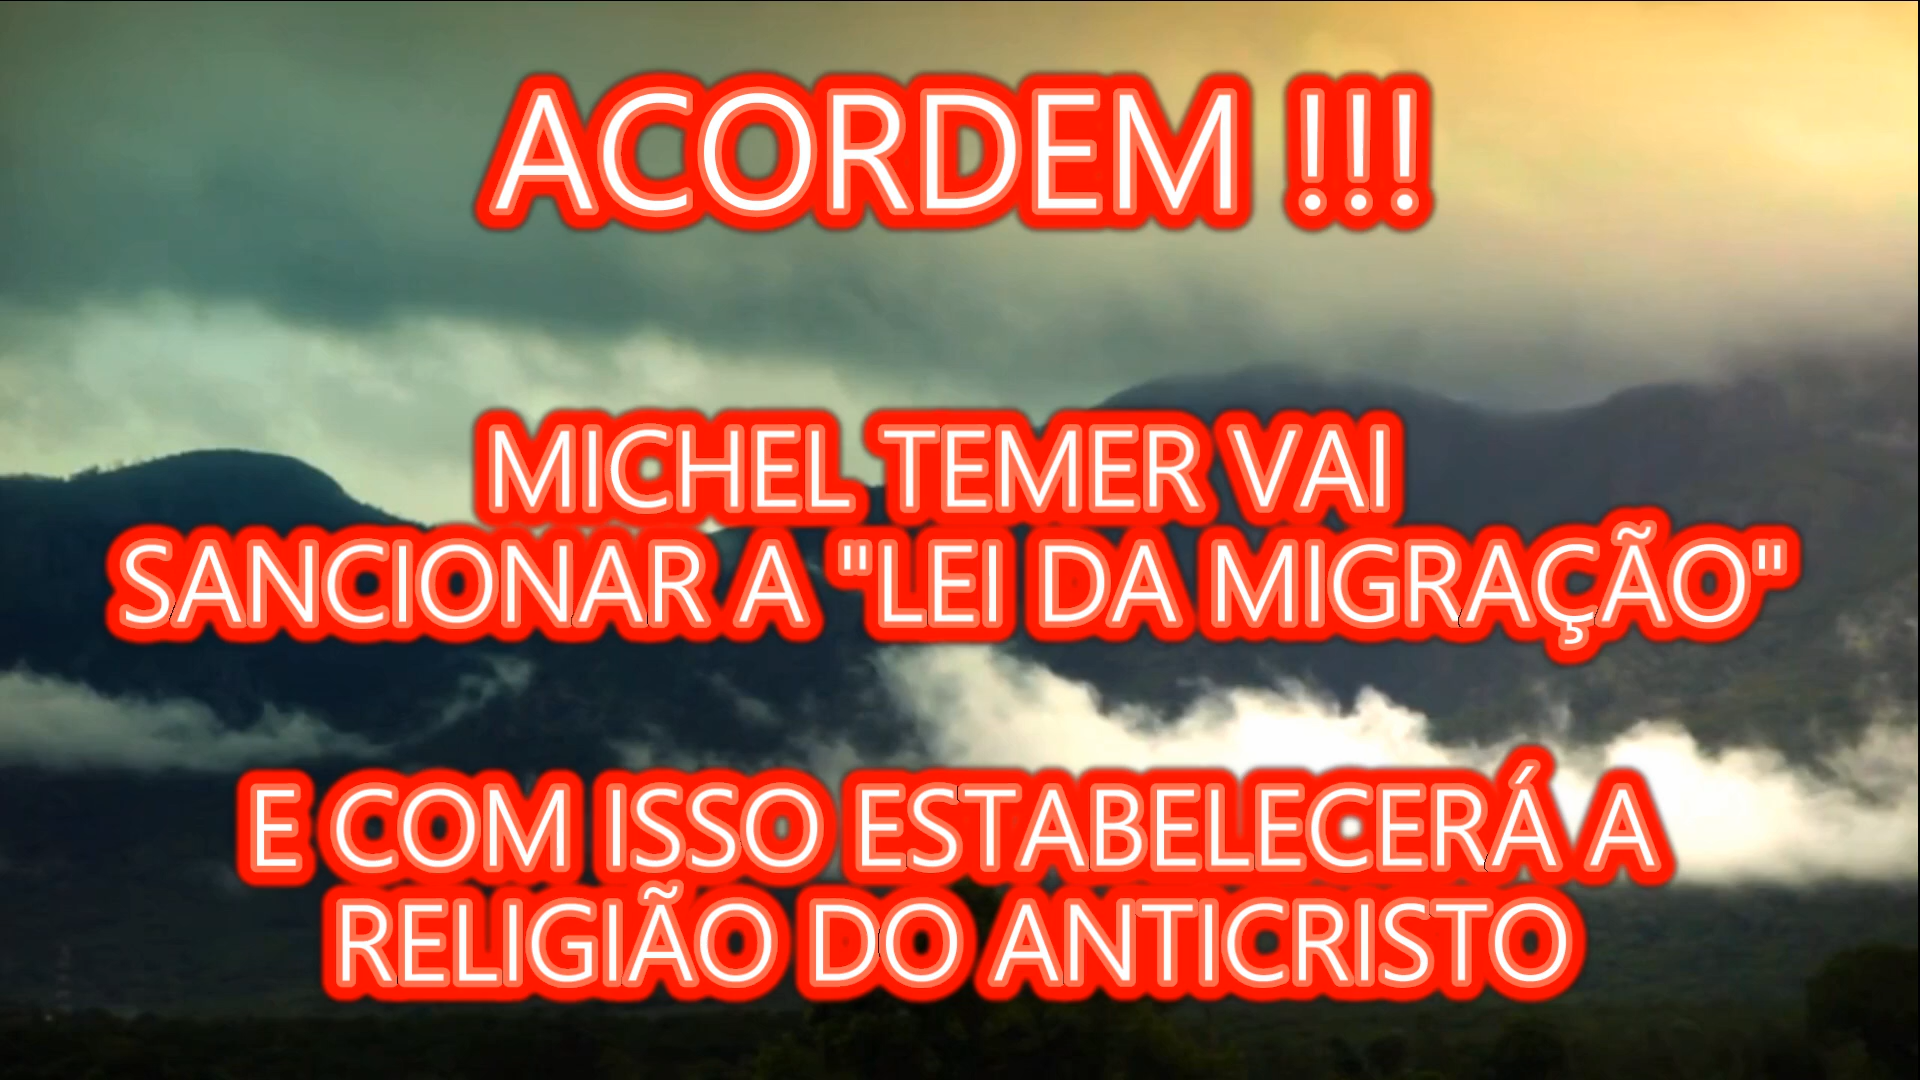 ACORDEM !!!
MICHEL TEMER VAI
SANCIONAR A "LEI DA MIGRAÇÃO"
E COM ISSO ESTABELECERÁ A
RELIGIÃO DO ANTICRISTO